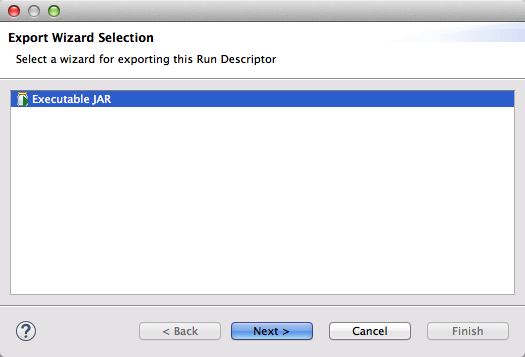 Export Wizard Selection
Select a wizard for exporting this Run Descriptor
Executable JAR
?
< Back
Next >
Cancel
Finish